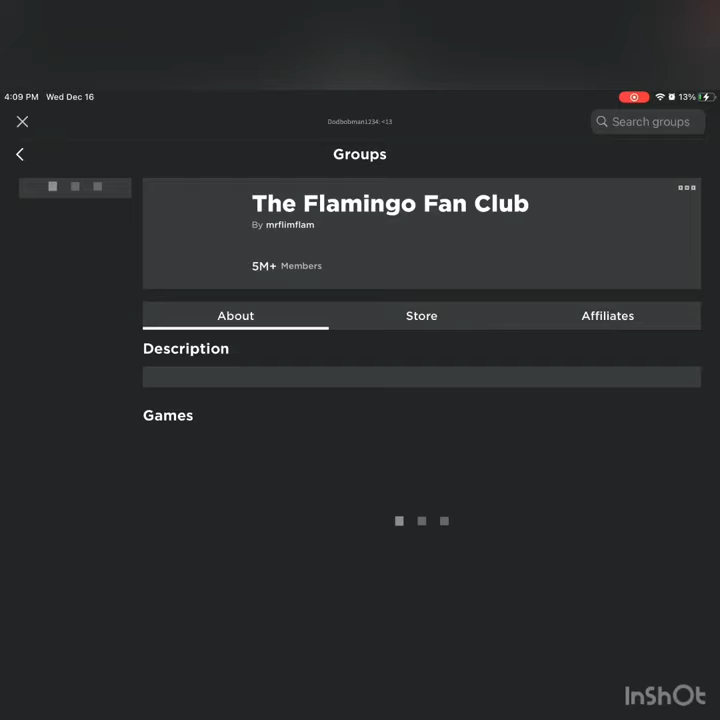 4:09 PM Wed Dec 16
13%
Dodbobman1234: <13
Search groups
Groups
The Flamingo Fan Club
By mrflimflam
5M+ Members
About Store Affiliates
Description
Games
InShOt